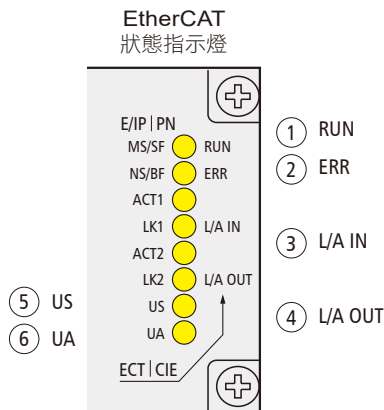 EtherCAT
狀態指示燈
E/IP | PN
MS/SF RUN
NS/BF ERR
ACT1
LK1 L/A IN
ACT2
LK2 L/A OUT
US
UA
ECT | CIE
① RUN
② ERR
③ L/A IN
④ L/A OUT
⑤ US
⑥ UA